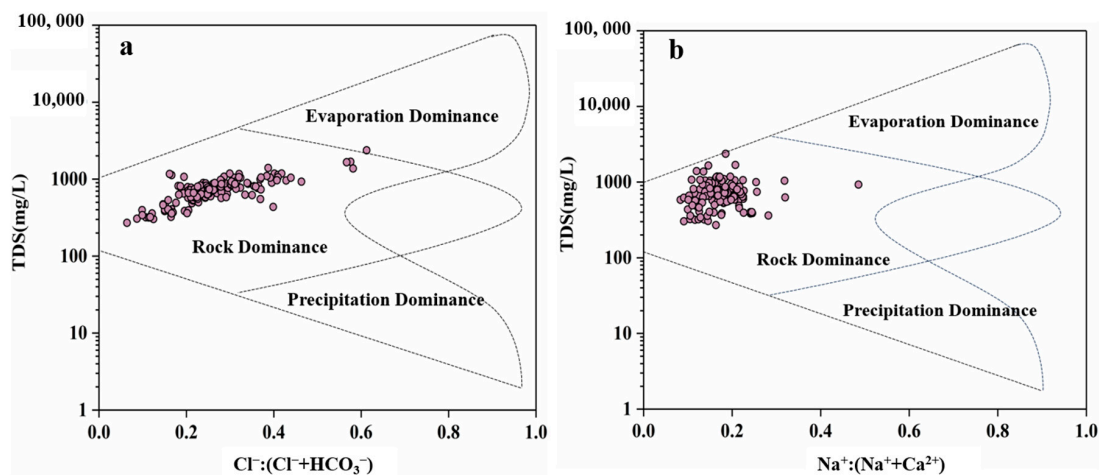 a
100,000
10,000
1000
100
10
1
TDS(mg/L)
Evaporation Dominance
Rock Dominance
Precipitation Dominance
0.0 0.2 0.4 0.6 0.8 1.0
Cl⁻:(Cl⁻+HCO₃⁻)
b
100,000
10,000
1000
100
10
1
TDS(mg/L)
Evaporation Dominance
Rock Dominance
Precipitation Dominance
0.0 0.2 0.4 0.6 0.8 1.0
Na⁺:(Na⁺+Ca²⁺)